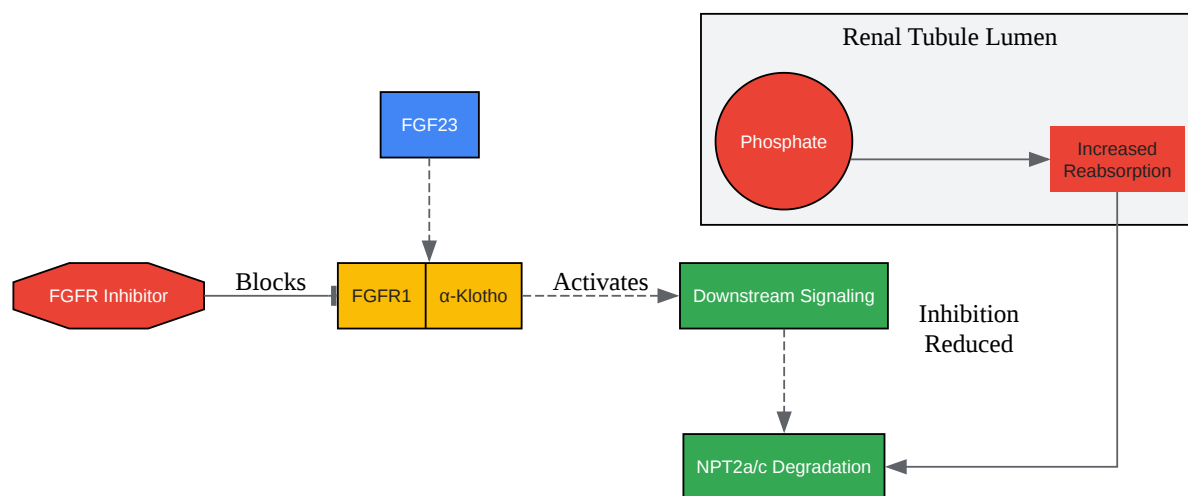 Renal Tubule Lumen
FGF23
Phosphate
Increased
Reabsorption
FGFR Inhibitor
Blocks
FGFR1
α-Klotho
Activates
Downstream Signaling
Inhibition
Reduced
NPT2a/c Degradation